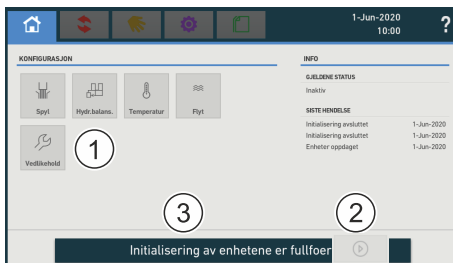 1-Jun-2020
10:00
?
KONFIGURASJON
Spyl
Hydr.balans.
Temperatur
Flyt
Vedlikehold
1
INFO
GJELDENE STATUS
Inaktiv
SISTE HENDELSE
Initialisering avsluttet 1-Jun-2020
Initialisering avsluttet 1-Jun-2020
Enheter oppdaget 1-Jun-2020
3
2
Initialisering av enhetene er fullfoer